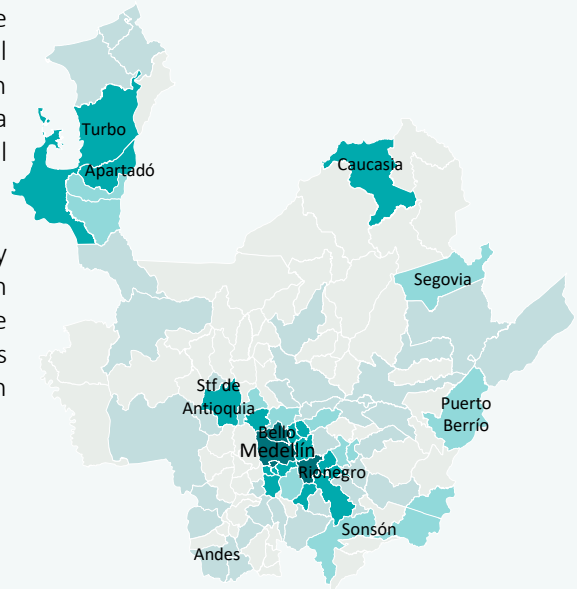 e
l
n
a
l
y
n
e
s
n
Turbo
Apartadó
Caucasia
Segovia
Stf de
Antioquia
Puerto
Berrío
Bello
Medellín
Rionegro
Sonsón
Andes